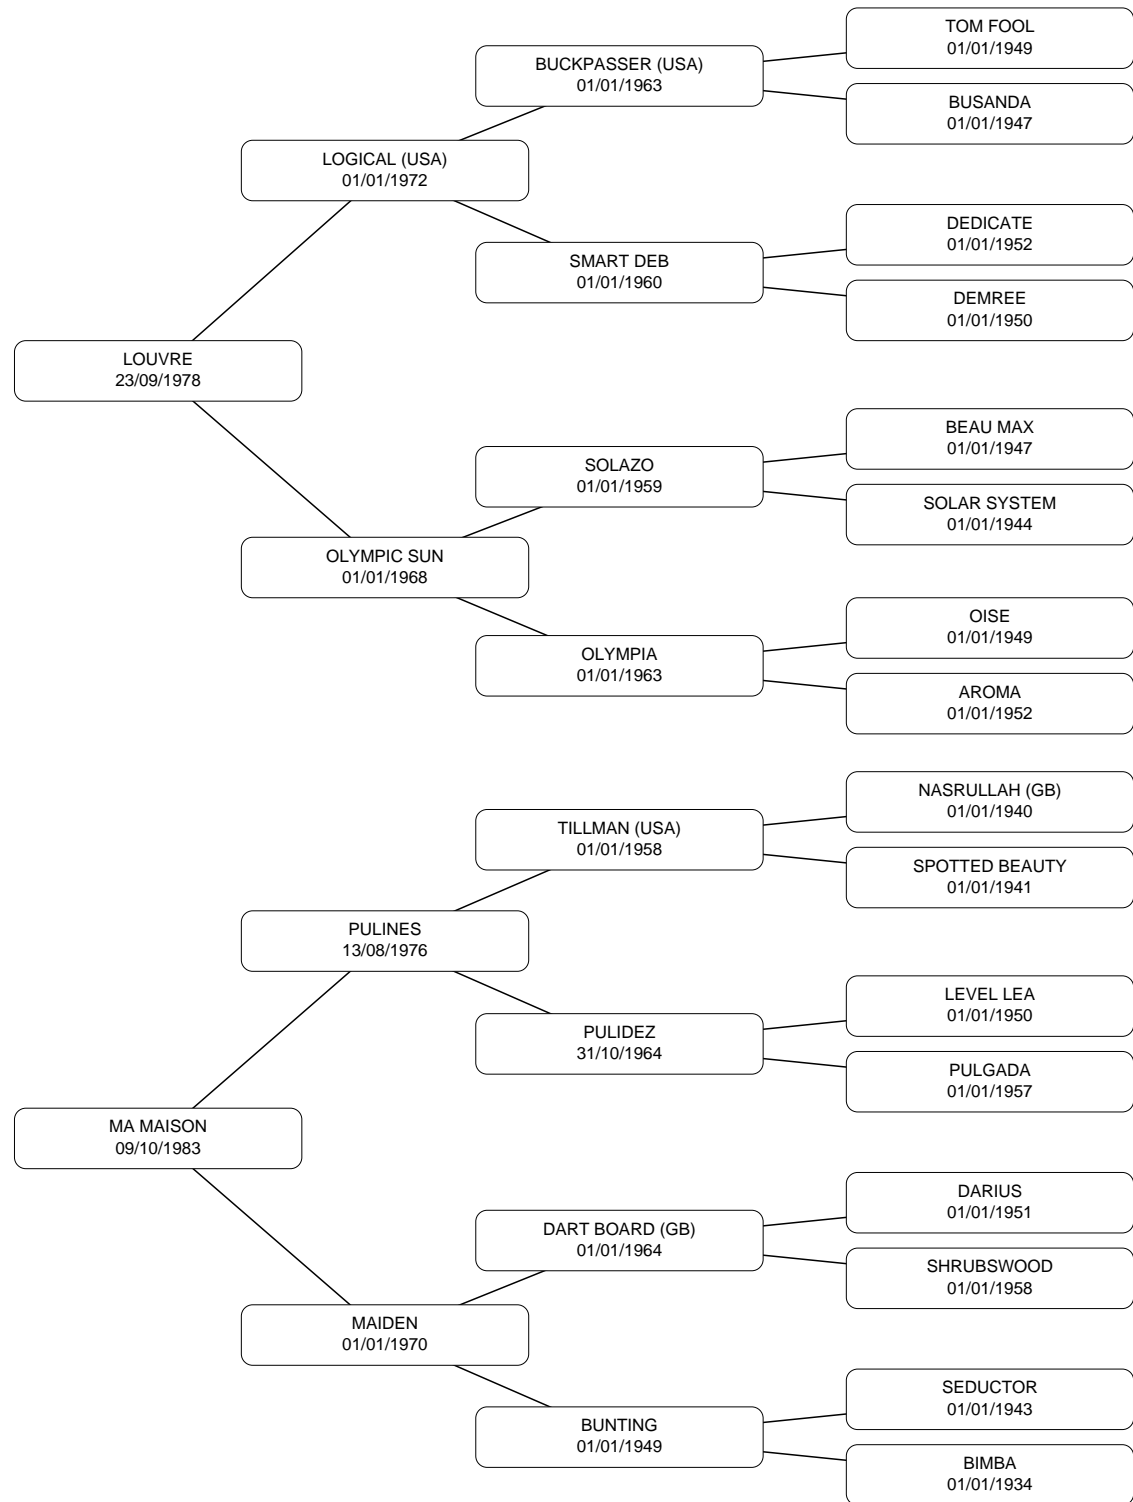 TOM FOOL
01/01/1949
BUCKPASSER (USA)
01/01/1963
BUSANDA
01/01/1947
LOGICAL (USA)
01/01/1972
DEDICATE
01/01/1952
SMART DEB
01/01/1960
DEMREE
01/01/1950
LOUVRE
23/09/1978
BEAU MAX
01/01/1947
SOLAZO
01/01/1959
SOLAR SYSTEM
01/01/1944
OLYMPIC SUN
01/01/1968
OISE
01/01/1949
OLYMPIA
01/01/1963
AROMA
01/01/1952
NASRULLAH (GB)
01/01/1940
TILLMAN (USA)
01/01/1958
SPOTTED BEAUTY
01/01/1941
PULINES
13/08/1976
LEVEL LEA
01/01/1950
PULIDEZ
31/10/1964
PULGADA
01/01/1957
MA MAISON
09/10/1983
DARIUS
01/01/1951
DART BOARD (GB)
01/01/1964
SHRUBSWOOD
01/01/1958
MAIDEN
01/01/1970
SEDUCTOR
01/01/1943
BUNTING
01/01/1949
BIMBA
01/01/1934